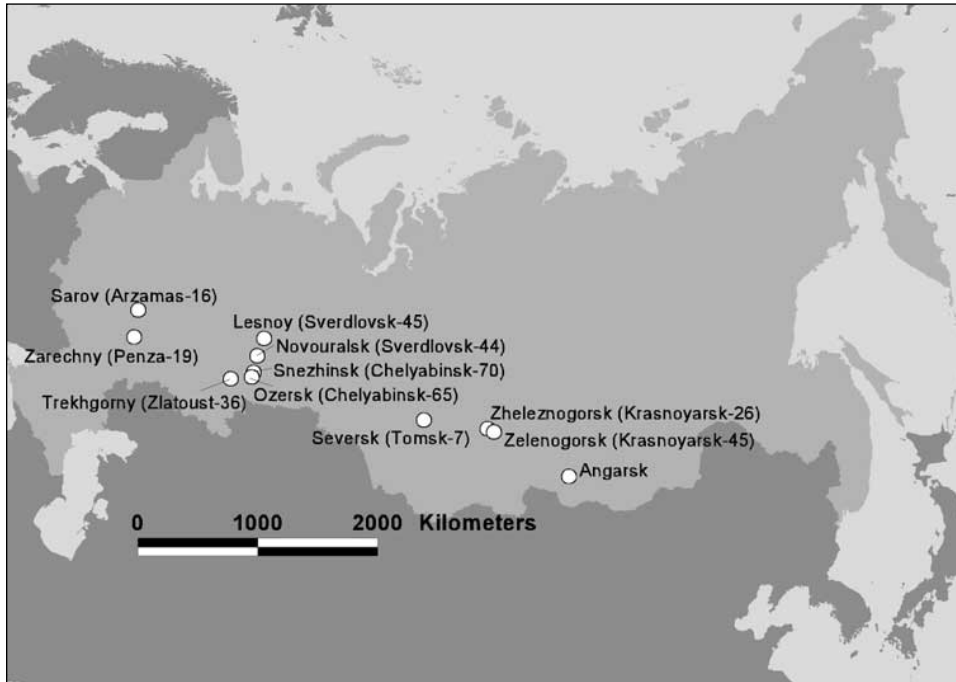 Sarov (Arzamas-16)
Lesnoy (Sverdlovsk-45)
Novouralsk (Sverdlovsk-44)
Zarechny (Penza-19)
Snezhinsk (Chelyabinsk-70)
Ozersk (Chelyabinsk-65)
Trekhgorny (Zlatoust-36)
Zheleznogorsk (Krasnoyarsk-26)
Seversk (Tomsk-7)
Zelenogorsk (Krasnoyarsk-45)
Angarsk
0 1000 2000 Kilometers